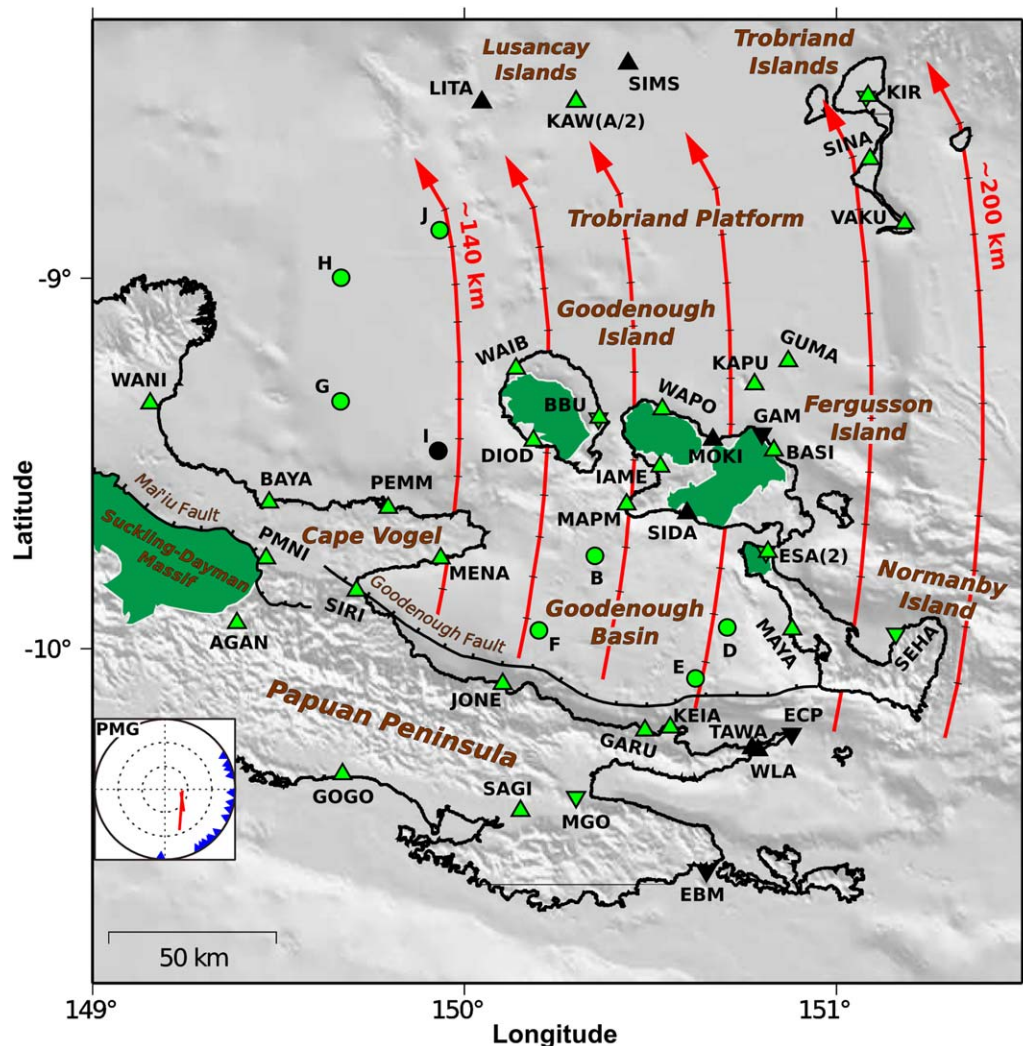 Lusancay
Islands
Trobriand
Islands
LITA
SIMS
KAW(A/2)
KIR
SINA
VAKU
J
~140 km
Trobriand Platform
~200 km
H
-9°
Goodenough
Island
WAIB
GUMA
KAPU
WANI
G
BBU
WAPO
GAM
Fergusson
Island
I
DIOD
MOKI
BASI
IAME
BAYA
PEMM
MAPM
SIDA
Mai'iu Fault
Suckling-Dayman
Massif
PMNI
Cape Vogel
MENA
B
ESA(2)
Normanby
Island
SIRI
Goodenough Fault
Goodenough
Basin
AGAN
F
D
MAYA
SEHA
-10°
E
JONE
Papuan Peninsula
KEIA
GARU
TAWA
ECP
WLA
PMG
GOGO
SAGI
MGO
EBM
50 km
149°
150°
151°
Longitude
Latitude